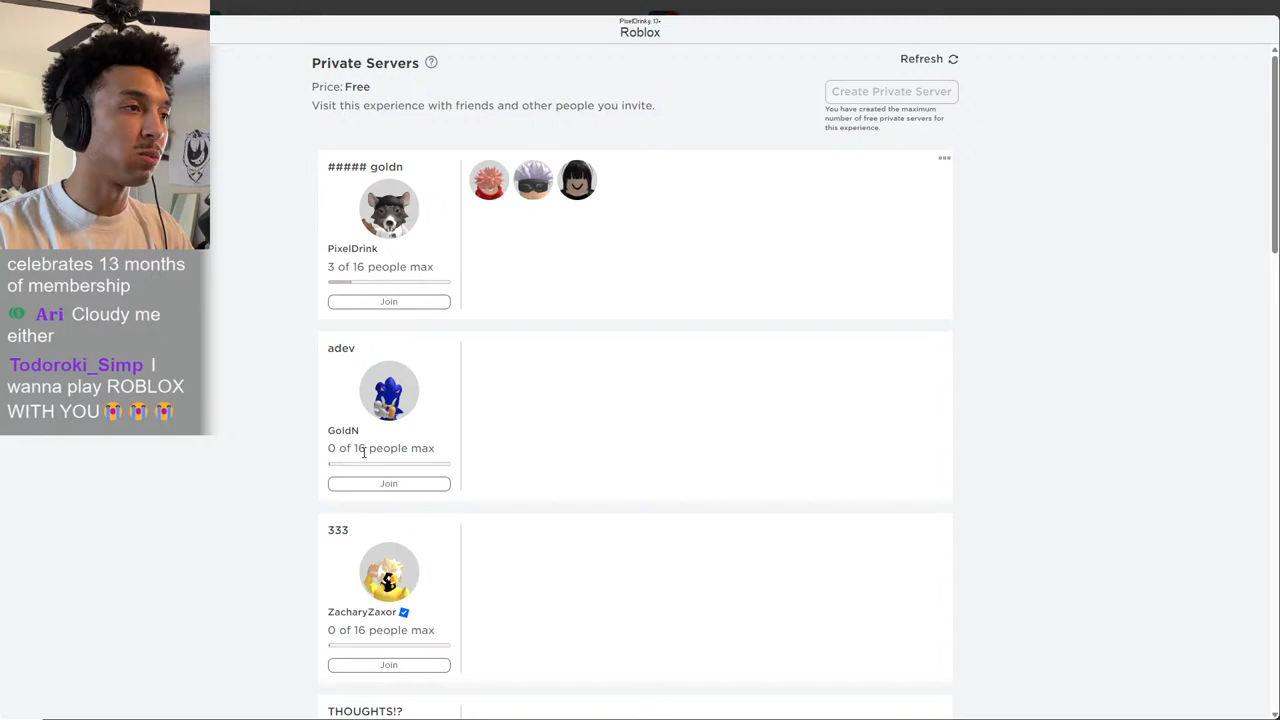 PixelDrinky: 13+
Roblox
Private Servers
Refresh
Price: Free
Create Private Server
Visit this experience with friends and other people you invite.
You have created the maximum
number of free private servers for
this experience.
##### goldn
PixelDrink
3 of 16 people max
Join
adev
GoldN
0 of 16 people max
Join
333
ZacharyZaxor
0 of 16 people max
Join
THOUGHTS!?
celebrates 13 months
of membership
Ari Cloudy me
either
Todoroki_Simp I
wanna play ROBLOX
WITH YOU😭 😭 😭